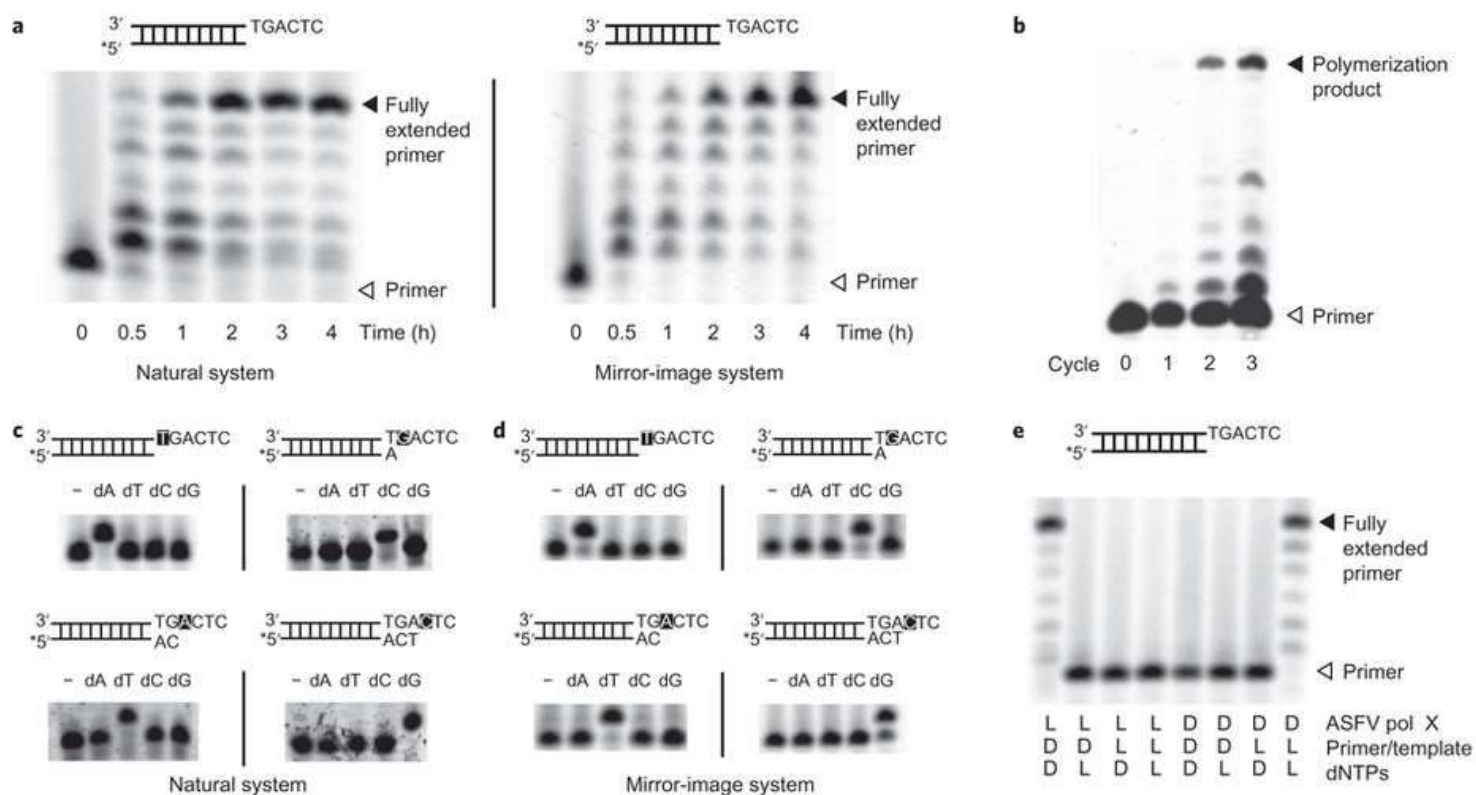 a
3′ TGACTC
*5′
Fully
extended
primer
Primer
0 0.5 1 2 3 4 Time (h)
Natural system
3′ TGACTC
*5′
Fully
extended
primer
Primer
0 0.5 1 2 3 4 Time (h)
Mirror-image system
b
Polymerization
product
Primer
Cycle 0 1 2 3
c
3′ TGACTC
*5′
– dA dT dC dG
3′ TGACTC
*5′ A
– dA dT dC dG
3′ TGACTC
*5′ AC
– dA dT dC dG
3′ TGACTC
*5′ ACT
– dA dT dC dG
Natural system
d
3′ TGACTC
*5′
– dA dT dC dG
3′ TGACTC
*5′ A
– dA dT dC dG
3′ TGACTC
*5′ AC
– dA dT dC dG
3′ TGACTC
*5′ ACT
– dA dT dC dG
Mirror-image system
e
3′ TGACTC
*5′
Fully
extended
primer
Primer
L L L L D D D D ASFV pol X
D D L L D D L L Primer/template
D L D L D L D L dNTPs